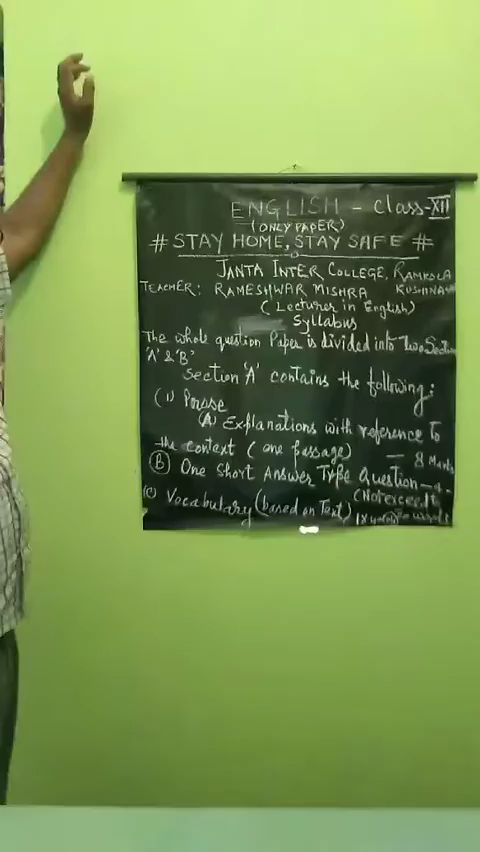 ENGLISH - Class-XII
(ONLY PAPER)
# STAY HOME, STAY SAFE #
JANTA INTER COLLEGE, RAMKOLA
KUSHINAGAR
TEACHER: RAMESHWAR MISHRA
(Lecturer in English)
Syllabus
The whole question Paper is divided into Two Section
'A' & 'B'
Section 'A' contains the following:
(1) Prose
(A) Explanations with reference to
the context (one passage) - 8 Marks
(B) One Short Answer Type Question - 4
(Not exceed
(C) Vocabulary (based on Text)
words